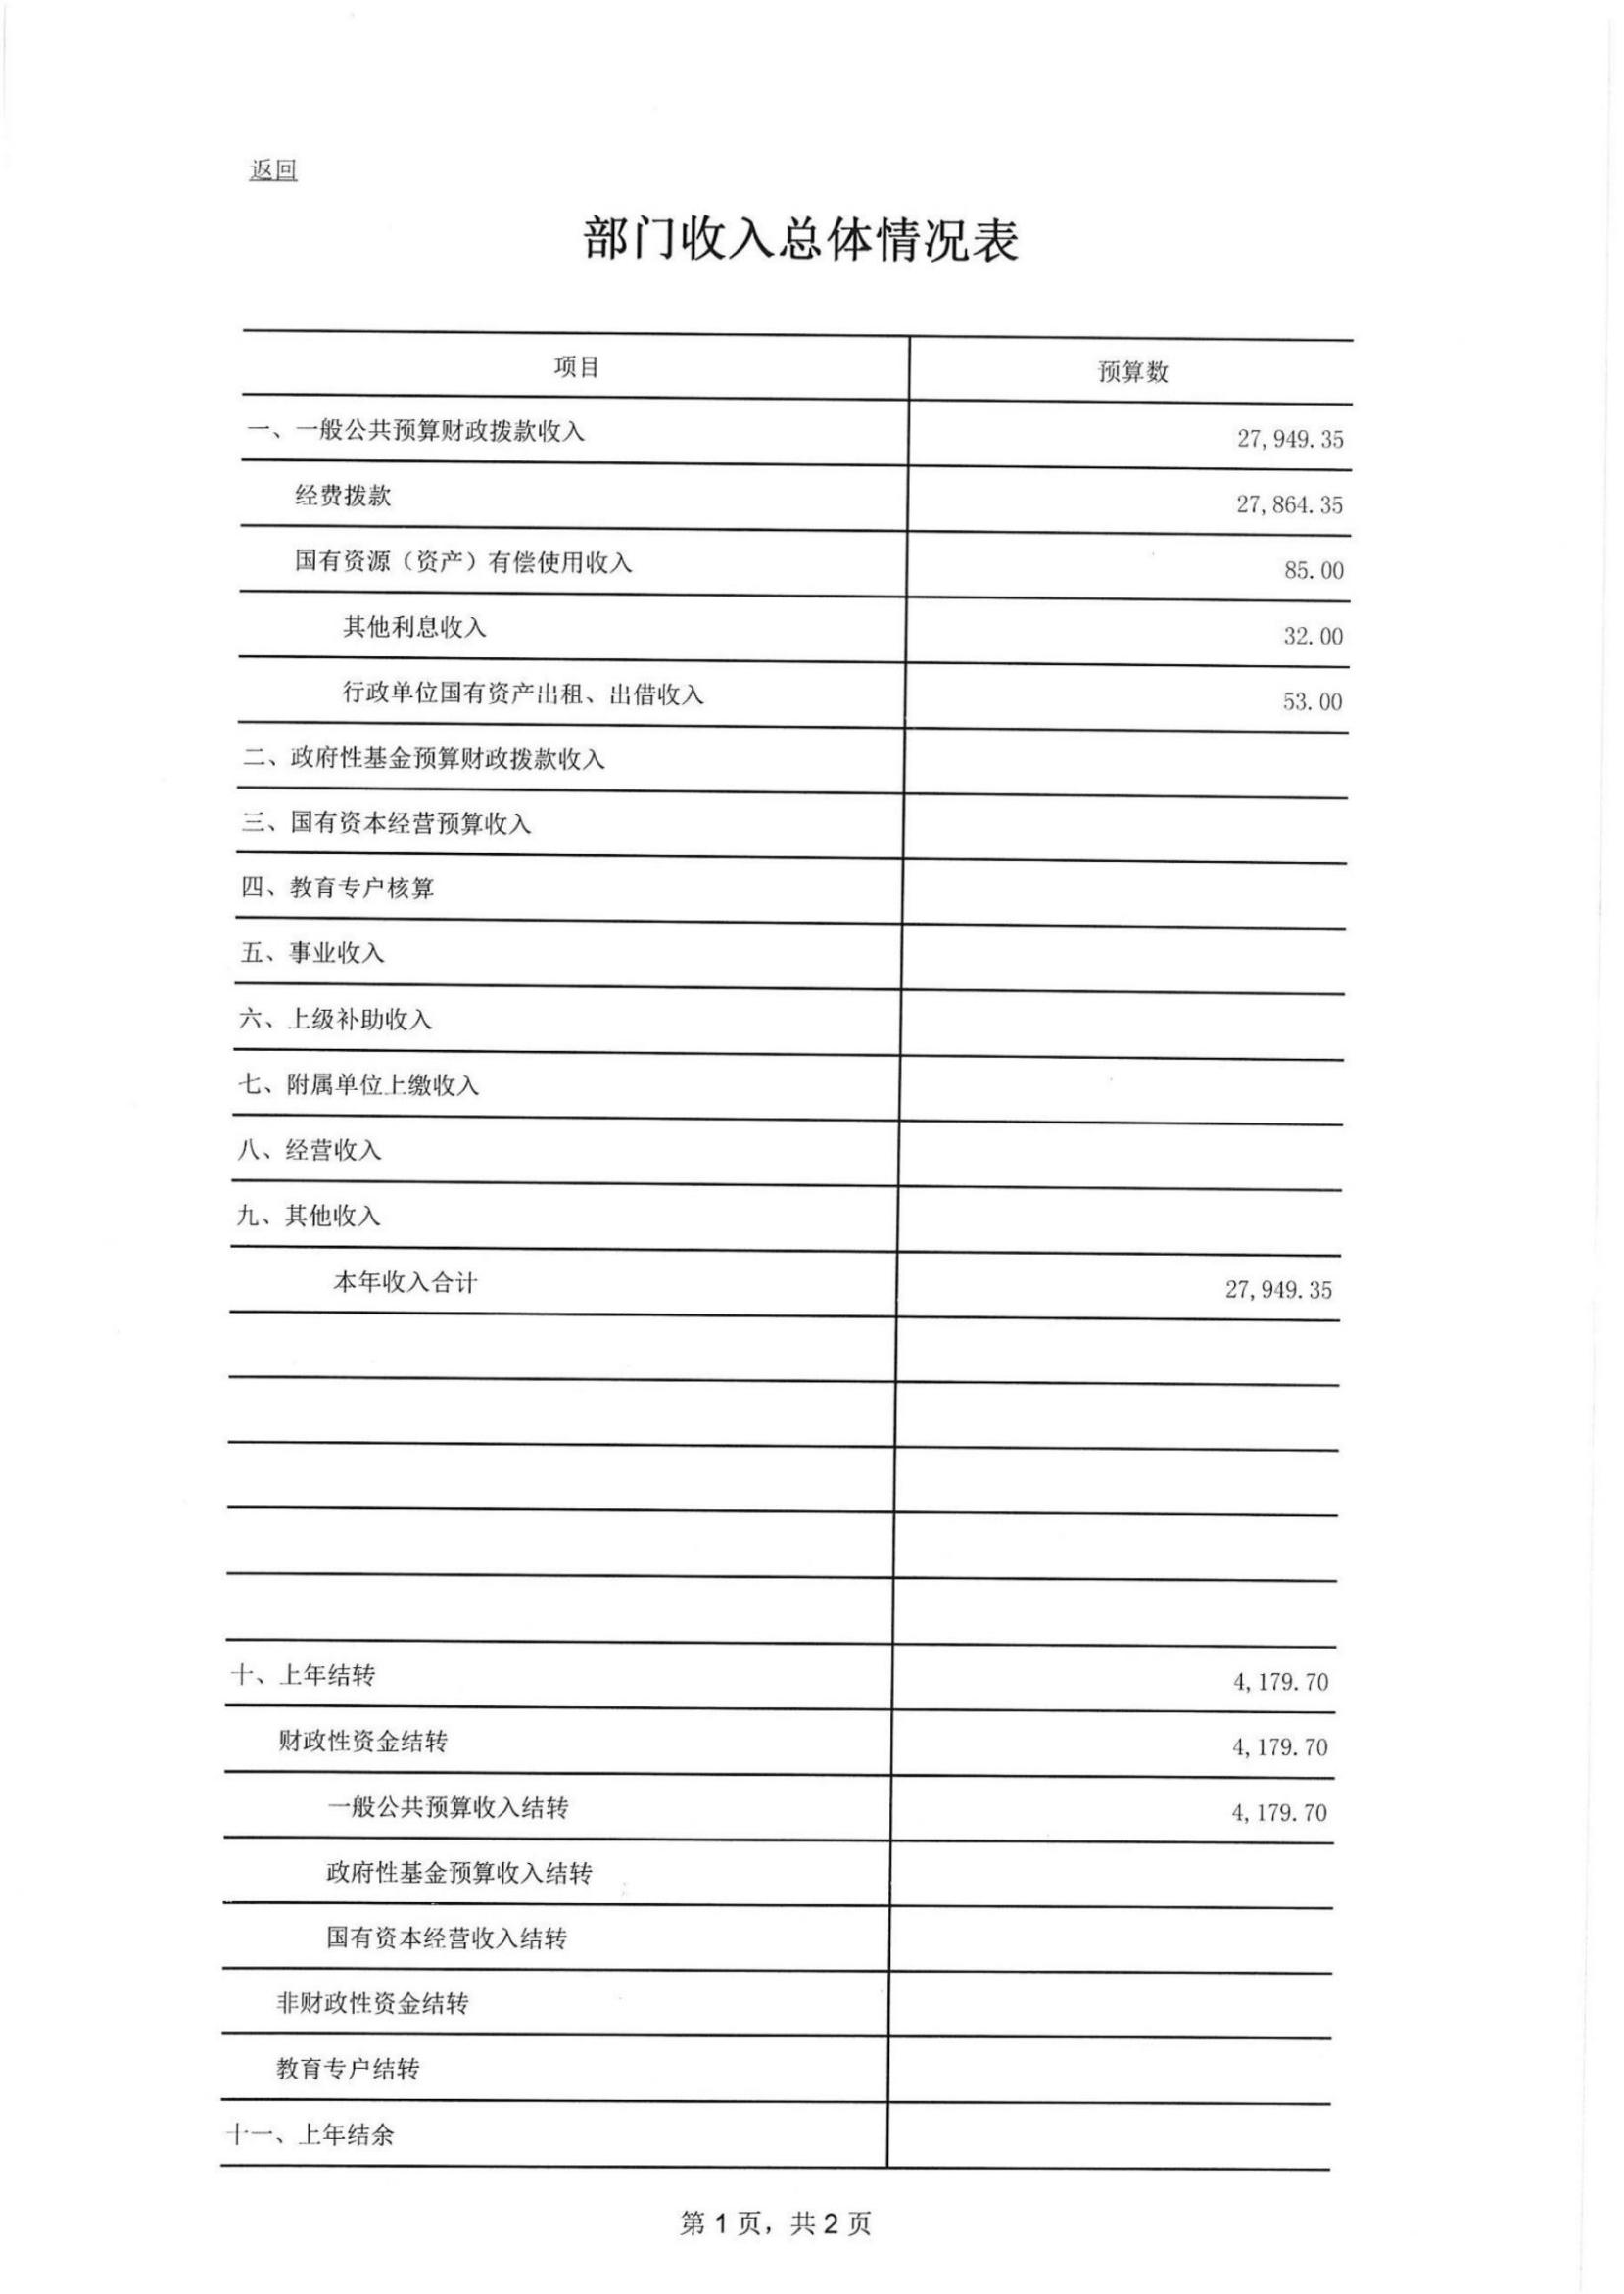 返回
部门收入总体情况表
项目 预算数
一、一般公共预算财政拨款收入 27,949.35
经费拨款 27,864.35
国有资源（资产）有偿使用收入 85.00
其他利息收入 32.00
行政单位国有资产出租、出借收入 53.00
二、政府性基金预算财政拨款收入
三、国有资本经营预算收入
四、教育专户核算
五、事业收入
六、上级补助收入
七、附属单位上缴收入
八、经营收入
九、其他收入
本年收入合计 27,949.35
十、上年结转 4,179.70
财政性资金结转 4,179.70
一般公共预算收入结转 4,179.70
政府性基金预算收入结转
国有资本经营收入结转
非财政性资金结转
教育专户结转
十一、上年结余
第 1 页，共 2 页